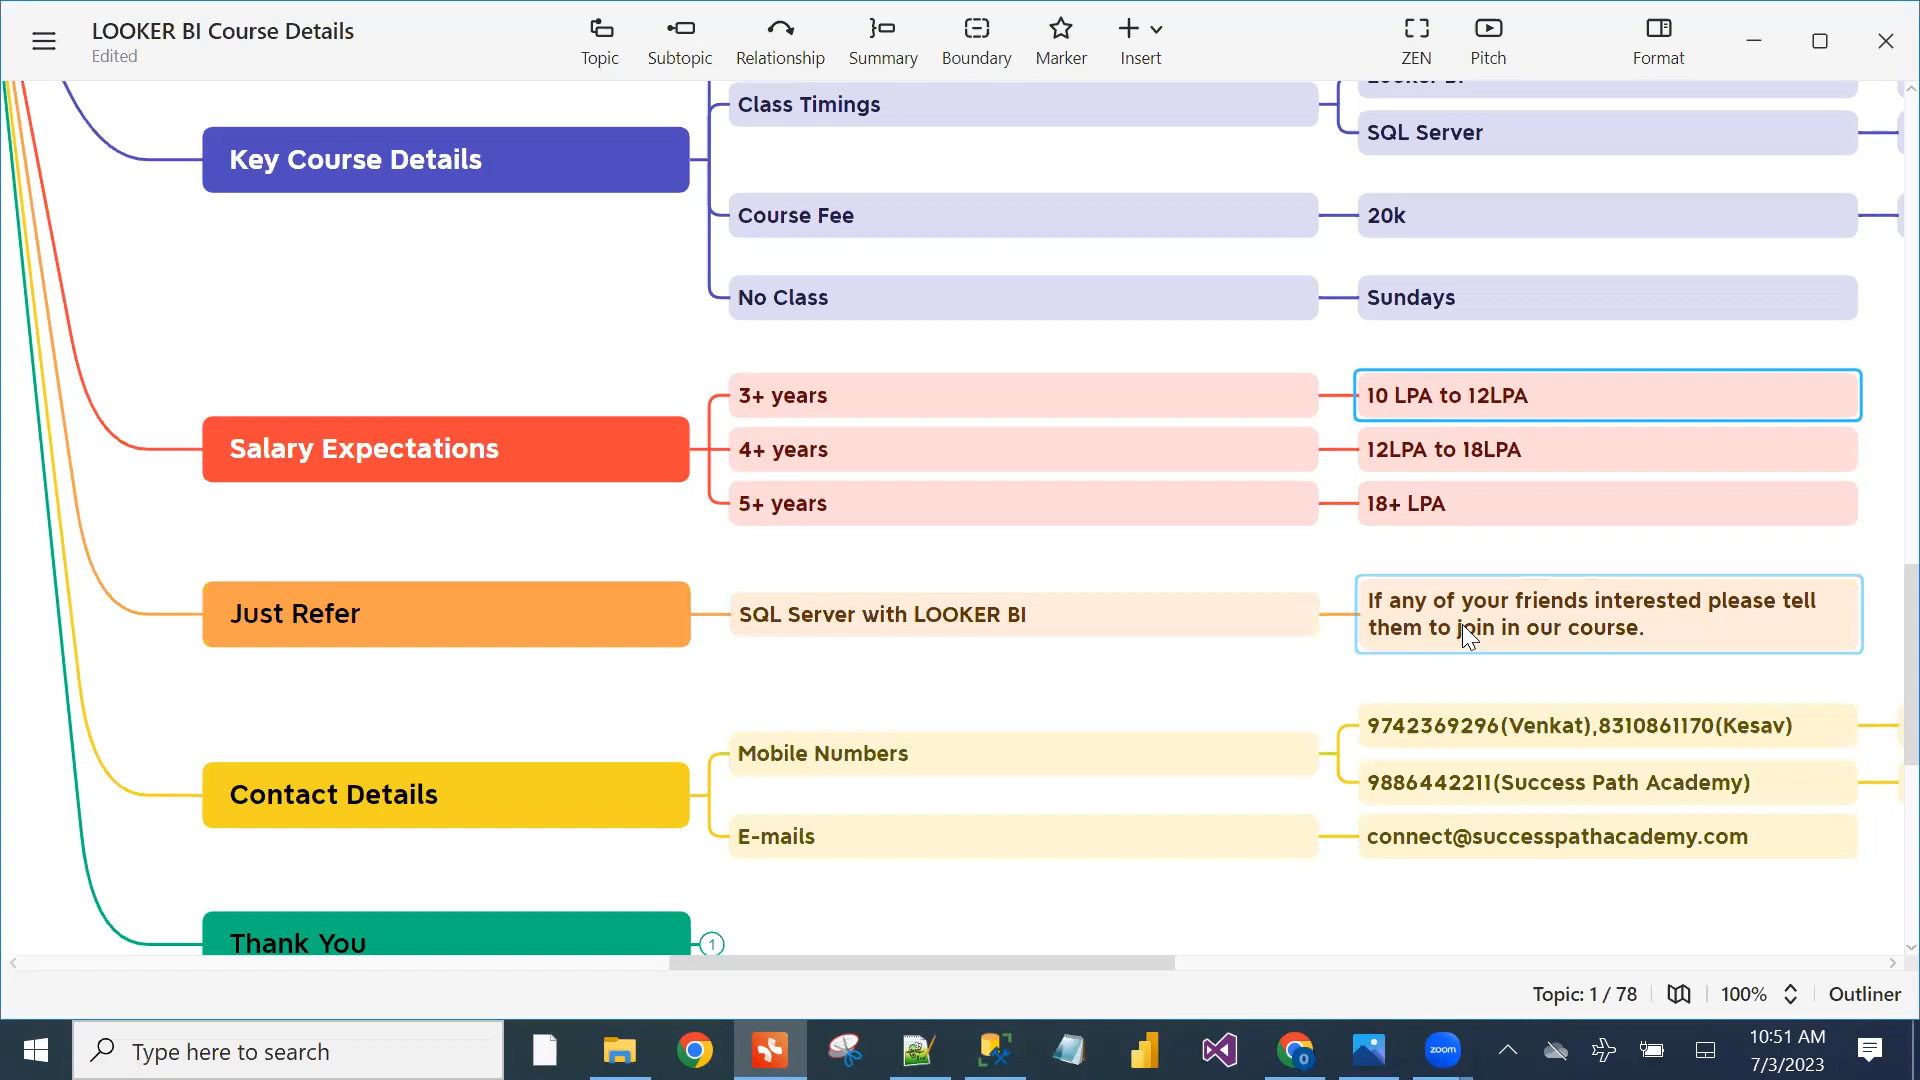 LOOKER BI Course Details
Edited
Topic
Subtopic
Relationship
Summary
Boundary
Marker
Insert
ZEN
Pitch
Format
Looker BI
Class Timings
SQL Server
Key Course Details
Course Fee
20k
No Class
Sundays
3+ years
10 LPA to 12LPA
Salary Expectations
4+ years
12LPA to 18LPA
5+ years
18+ LPA
Just Refer
SQL Server with LOOKER BI
If any of your friends interested please tell
them to join in our course.
9742369296(Venkat),8310861170(Kesav)
Mobile Numbers
9886442211(Success Path Academy)
Contact Details
E-mails
connect@successpathacademy.com
Thank You
1
Topic: 1 / 78
100%
Outliner
Type here to search
zoom
10:51 AM
7/3/2023